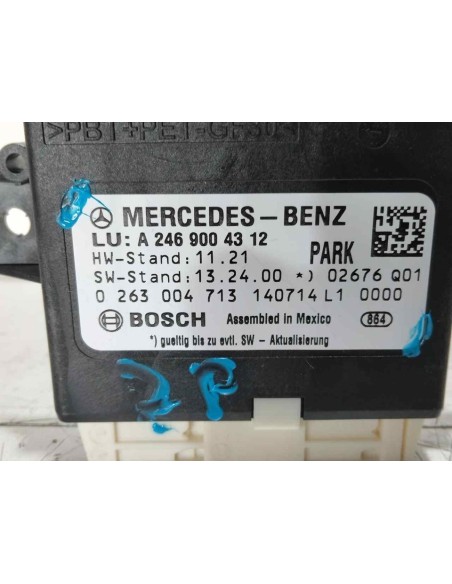 >PBT+PET-GF30<
MERCEDES-BENZ
LU: A 246 900 43 12
HW-Stand: 11.21 PARK
SW-Stand: 13.24.00 *) 02676 Q01
0 263 004 713 140714 L1 0000
BOSCH Assembled in Mexico 864
*) gueltig bis zu evtl. SW - Aktualisierung